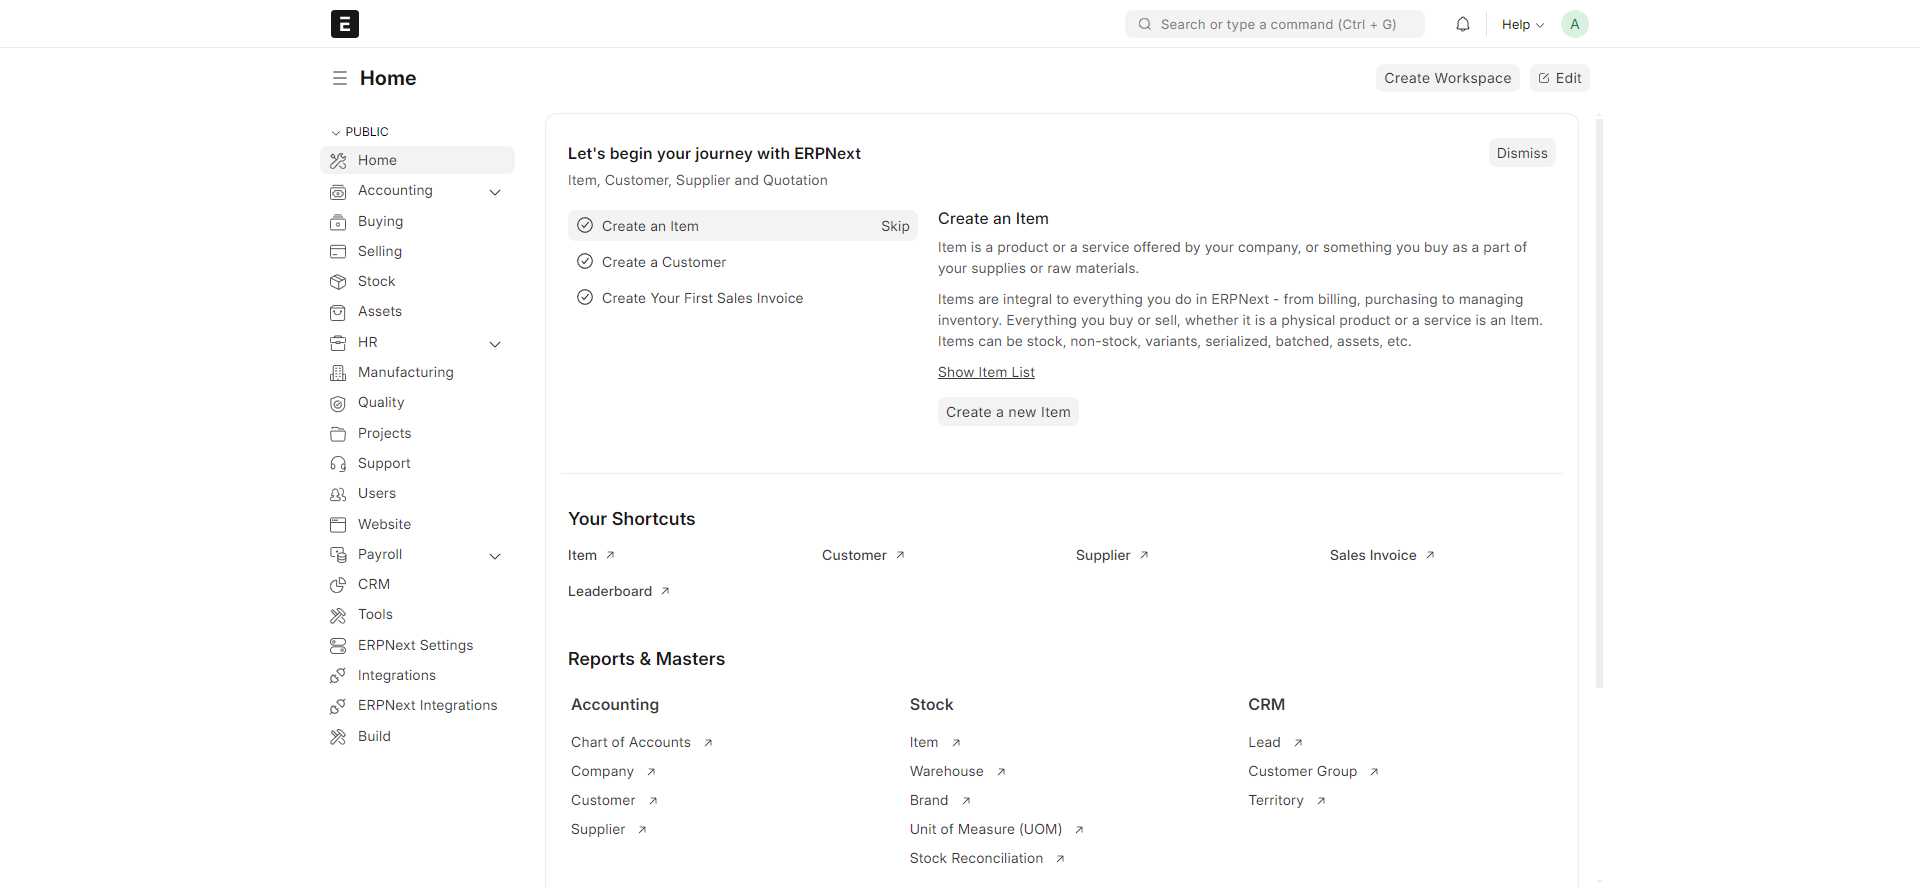 E
Search or type a command (Ctrl + G)
Help
A
Home
Create Workspace
Edit
PUBLIC
Home
Accounting
Buying
Selling
Stock
Assets
HR
Manufacturing
Quality
Projects
Support
Users
Website
Payroll
CRM
Tools
ERPNext Settings
Integrations
ERPNext Integrations
Build
Let's begin your journey with ERPNext
Dismiss
Item, Customer, Supplier and Quotation
Create an Item Skip
Create a Customer
Create Your First Sales Invoice
Create an Item
Item is a product or a service offered by your company, or something you buy as a part of
your supplies or raw materials.
Items are integral to everything you do in ERPNext - from billing, purchasing to managing
inventory. Everything you buy or sell, whether it is a physical product or a service is an Item.
Items can be stock, non-stock, variants, serialized, batched, assets, etc.
Show Item List
Create a new Item
Your Shortcuts
Item Customer Supplier Sales Invoice
Leaderboard
Reports & Masters
Accounting
Chart of Accounts
Company
Customer
Supplier
Stock
Item
Warehouse
Brand
Unit of Measure (UOM)
Stock Reconciliation
CRM
Lead
Customer Group
Territory